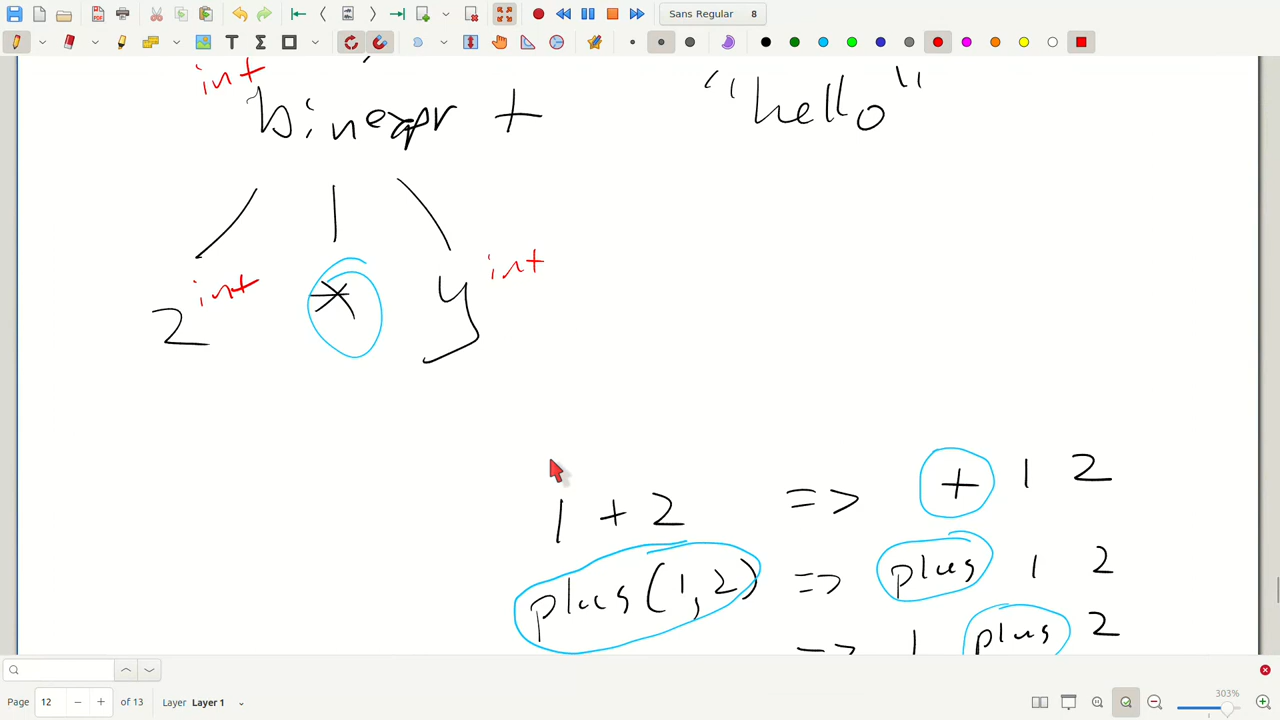 Sans Regular 8
int
binexpr + "hello"
int int
2 * y
1 + 2 => + 1 2
plus(1,2) => plus 1 2
1 plus 2
Page 12 of 13 Layer Layer 1
303%